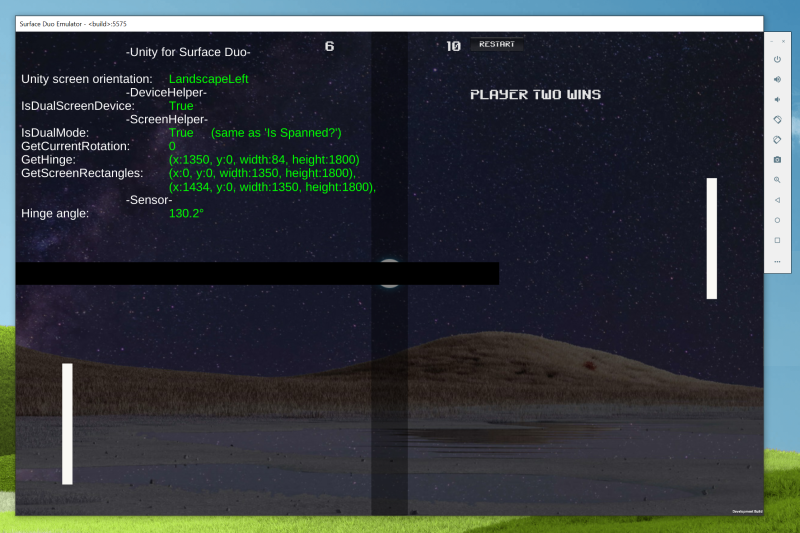 Surface Duo Emulator - <build>:5575
-Unity for Surface Duo-
6 10 RESTART
Unity screen orientation: LandscapeLeft
-DeviceHelper-
PLAYER TWO WINS
IsDualScreenDevice: True
-ScreenHelper-
IsDualMode: True (same as 'Is Spanned?')
GetCurrentRotation: 0
GetHinge: (x:1350, y:0, width:84, height:1800)
GetScreenRectangles: (x:0, y:0, width:1350, height:1800),
(x:1434, y:0, width:1350, height:1800),
-Sensor-
Hinge angle: 130.2°
Development Build